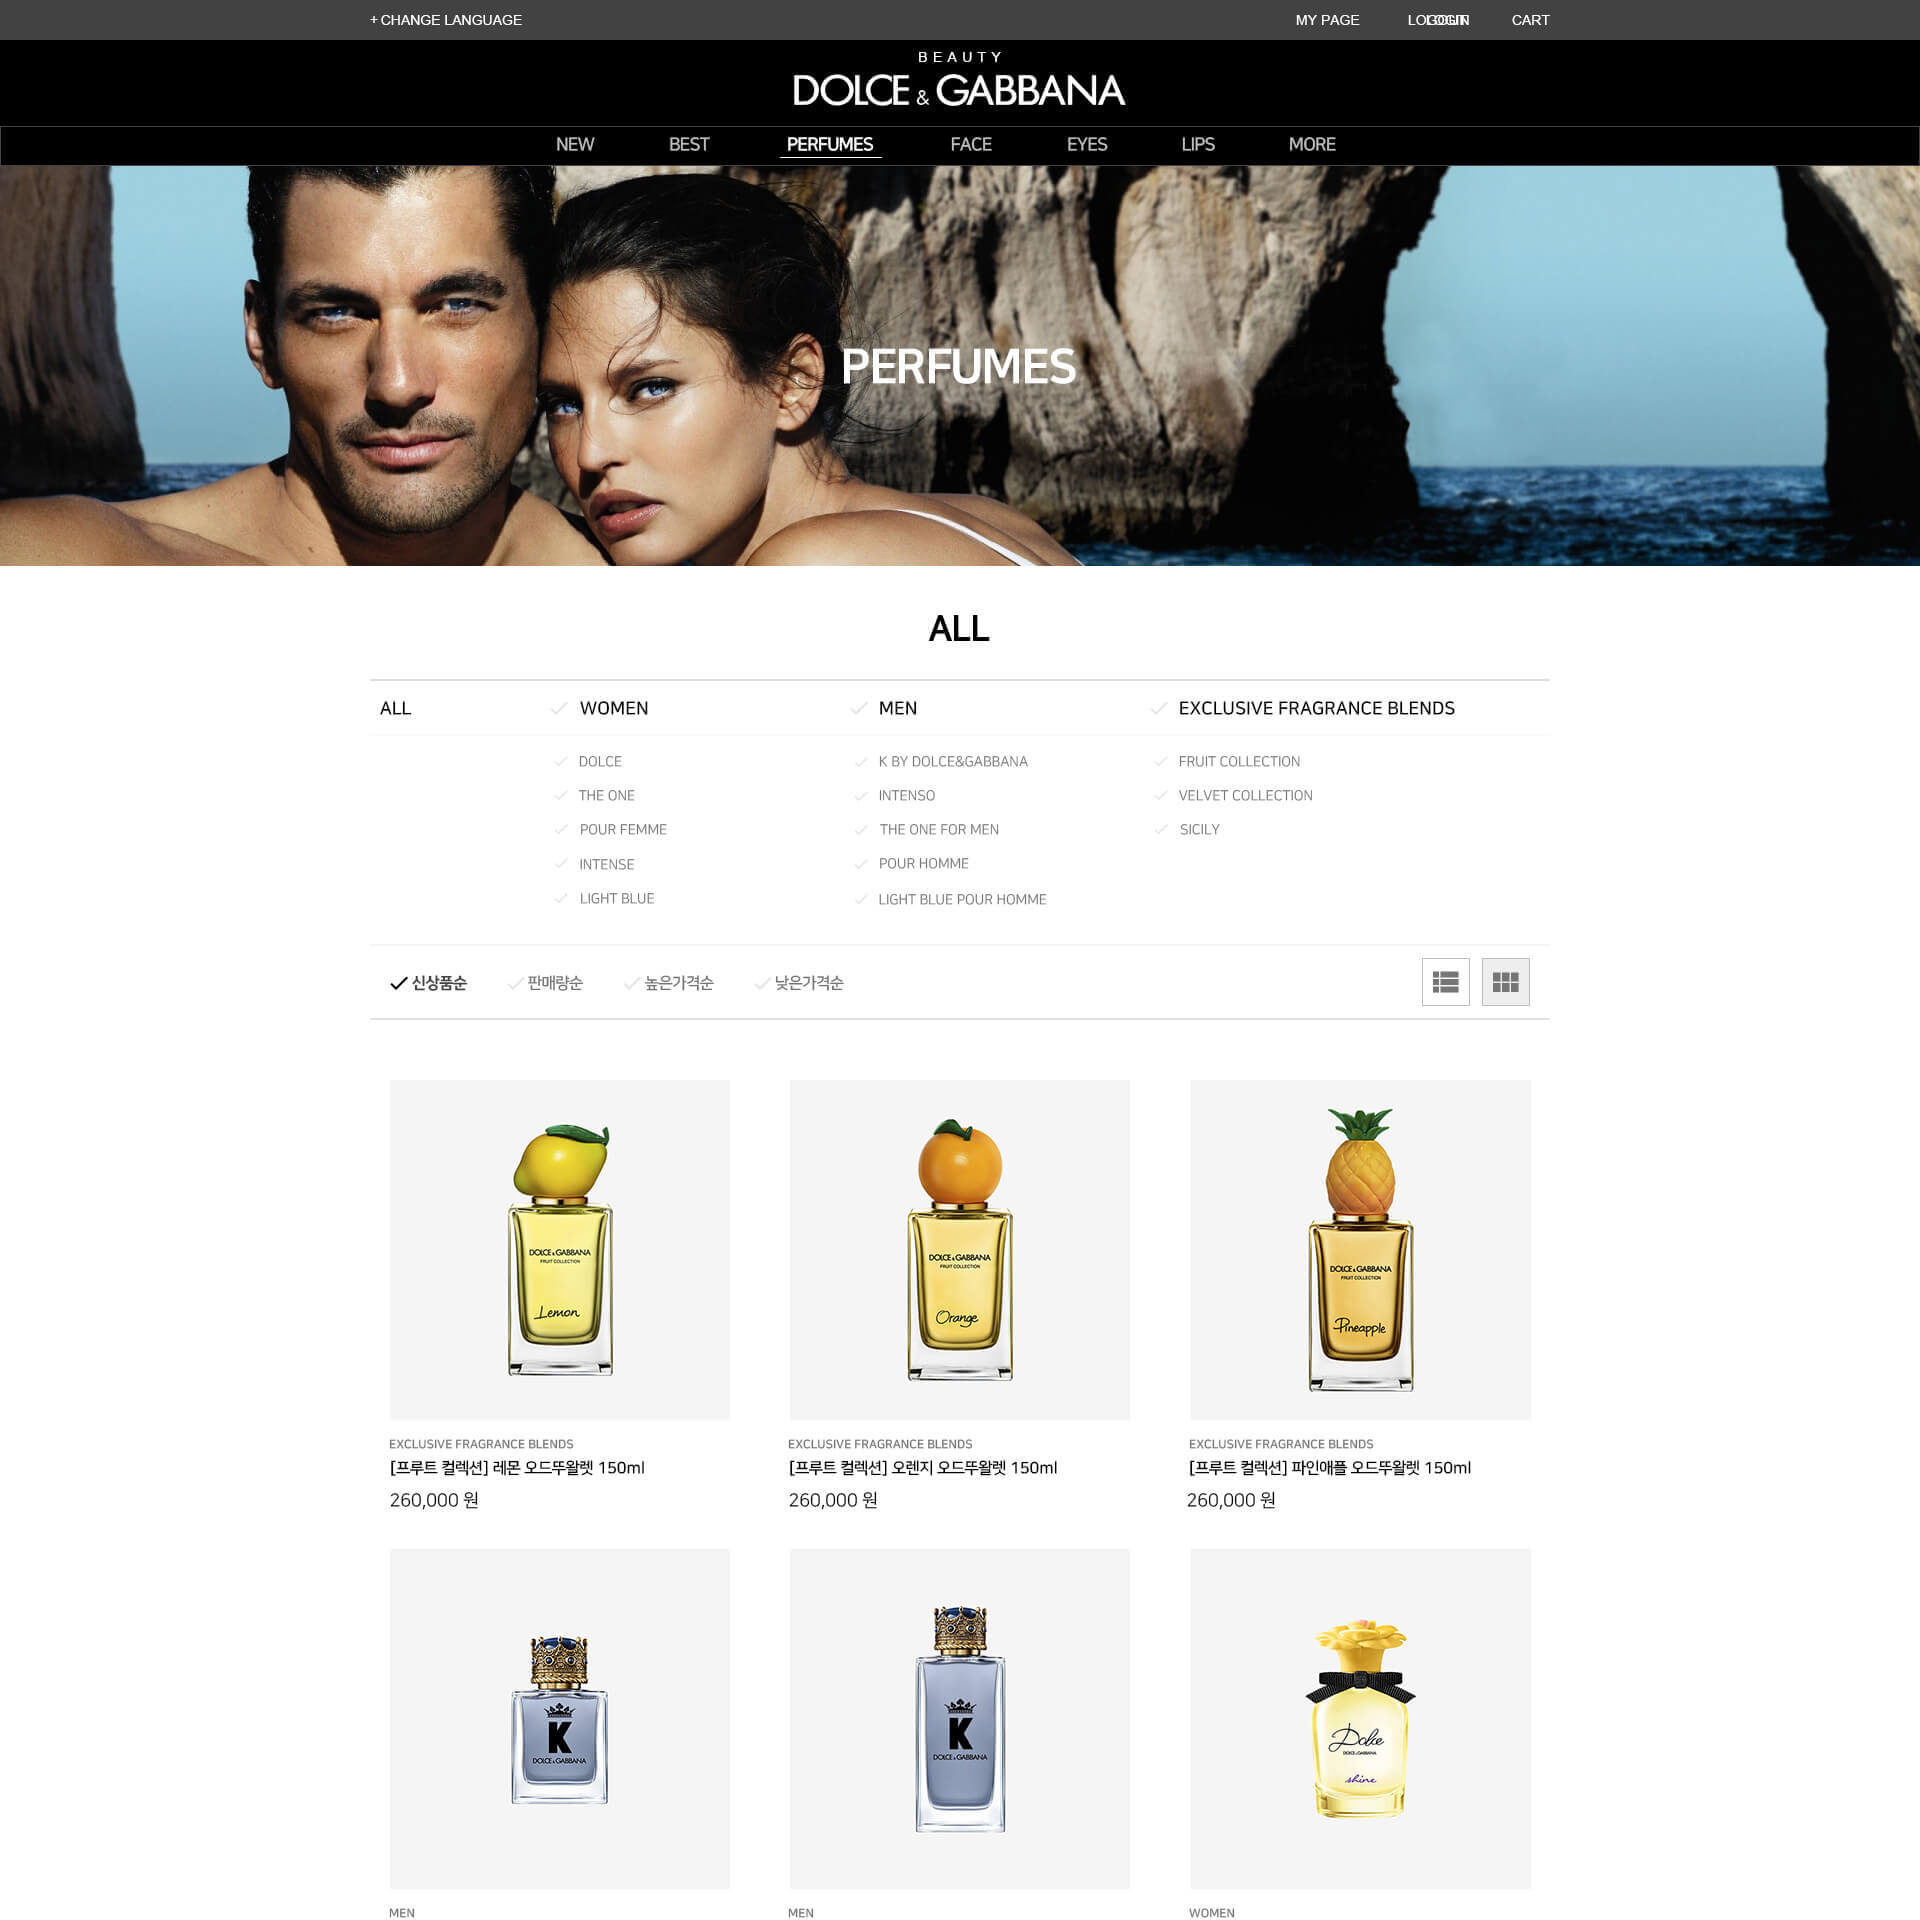 + CHANGE LANGUAGE
MY PAGE
CART
BEAUTY
DOLCE & GABBANA
NEW BEST PERFUMES FACE EYES LIPS MORE
PERFUMES
ALL
ALL WOMEN MEN EXCLUSIVE FRAGRANCE BLENDS
DOLCE K BY DOLCE&GABBANA FRUIT COLLECTION
THE ONE INTENSO VELVET COLLECTION
POUR FEMME THE ONE FOR MEN SICILY
INTENSE POUR HOMME
LIGHT BLUE LIGHT BLUE POUR HOMME
신상품순 판매량순 높은가격순 낮은가격순
DOLCE & GABBANA
FRUIT COLLECTION
Lemon
DOLCE & GABBANA
FRUIT COLLECTION
Orange
DOLCE & GABBANA
FRUIT COLLECTION
Pineapple
EXCLUSIVE FRAGRANCE BLENDS
[프루트 컬렉션] 레몬 오드뚜왈렛 150ml
260,000 원
EXCLUSIVE FRAGRANCE BLENDS
[프루트 컬렉션] 오렌지 오드뚜왈렛 150ml
260,000 원
EXCLUSIVE FRAGRANCE BLENDS
[프루트 컬렉션] 파인애플 오드뚜왈렛 150ml
260,000 원
K
DOLCE & GABBANA
K
DOLCE & GABBANA
Dolce
DOLCE & GABBANA
shine
MEN
MEN
WOMEN